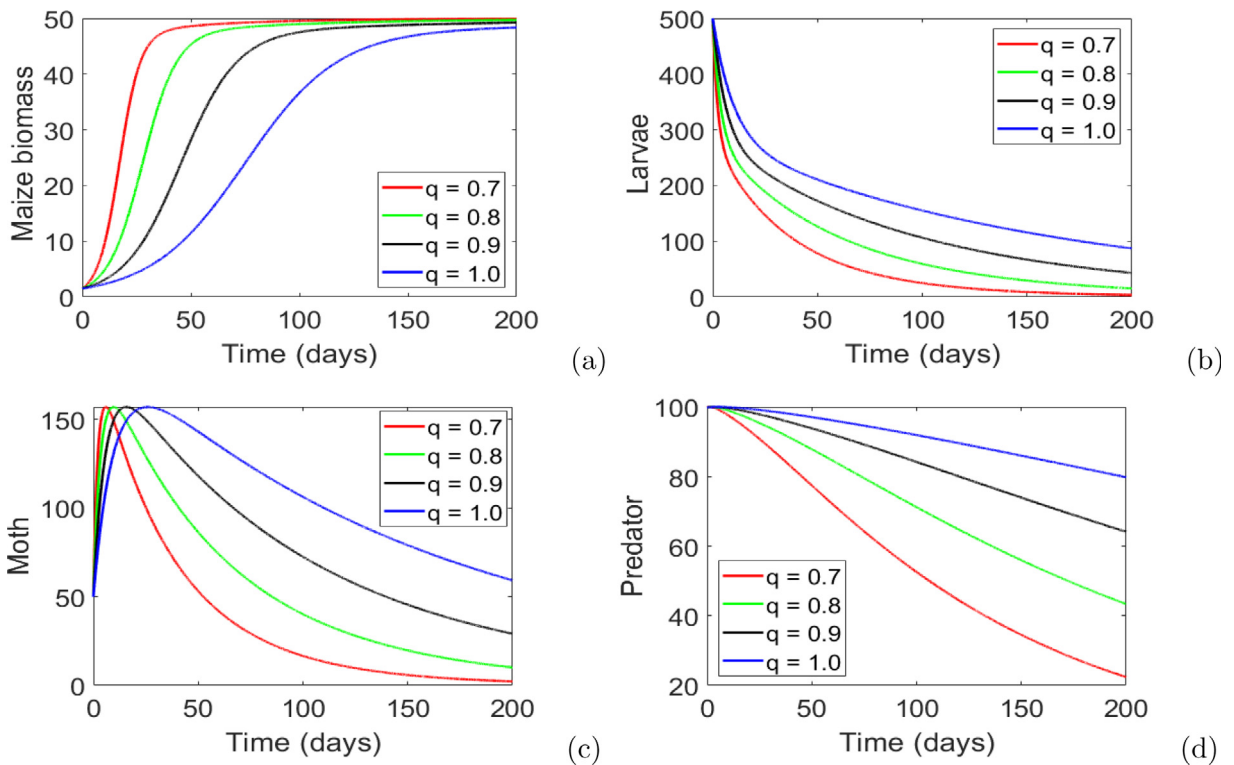 Maize biomass
50
40
30
20
10
0
q = 0.7
q = 0.8
q = 0.9
q = 1.0
0 50 100 150 200
Time (days)
(a)
Larvae
500
400
300
200
100
0
q = 0.7
q = 0.8
q = 0.9
q = 1.0
0 50 100 150 200
Time (days)
(b)
Moth
150
100
50
0
q = 0.7
q = 0.8
q = 0.9
q = 1.0
0 50 100 150 200
Time (days)
(c)
Predator
100
80
60
40
20
q = 0.7
q = 0.8
q = 0.9
q = 1.0
0 50 100 150 200
Time (days)
(d)